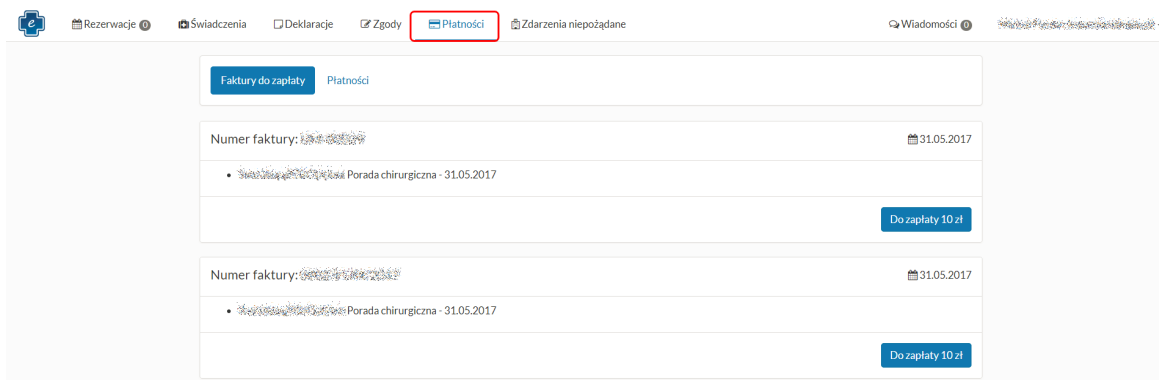 e Rezerwacje 0 Świadczenia Deklaracje Zgody Płatności Zdarzenia niepożądane Wiadomości 0
Faktury do zapłaty Płatności
Numer faktury: 31.05.2017
Porada chirurgiczna - 31.05.2017
Do zapłaty 10 zł
Numer faktury: 31.05.2017
Porada chirurgiczna - 31.05.2017
Do zapłaty 10 zł